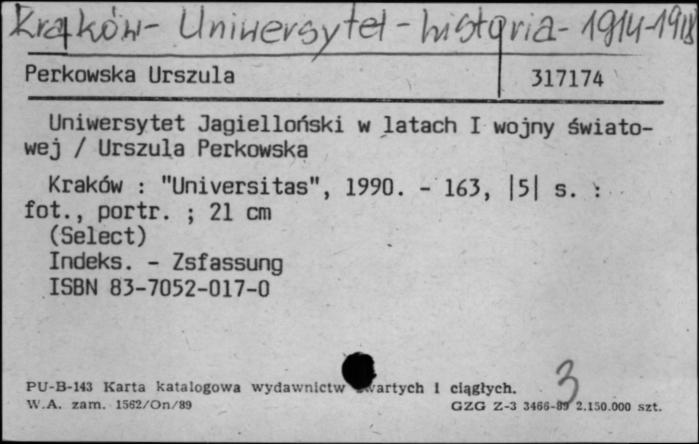 Kraków - Uniwersytet - historia - 1914-1918
Perkowska Urszula 317174
Uniwersytet Jagielloński w latach I wojny świato-
wej / Urszula Perkowska
Kraków : "Universitas", 1990. - 163, |5| s. :
fot., portr. ; 21 cm
(Select)
Indeks. - Zsfassung
ISBN 83-7052-017-0
3
PU-B-143 Karta katalogowa wydawnictw zwartych i ciągłych.
W.A. zam. 1562/On/89 GZG Z-3 3466-89 2.150.000 szt.